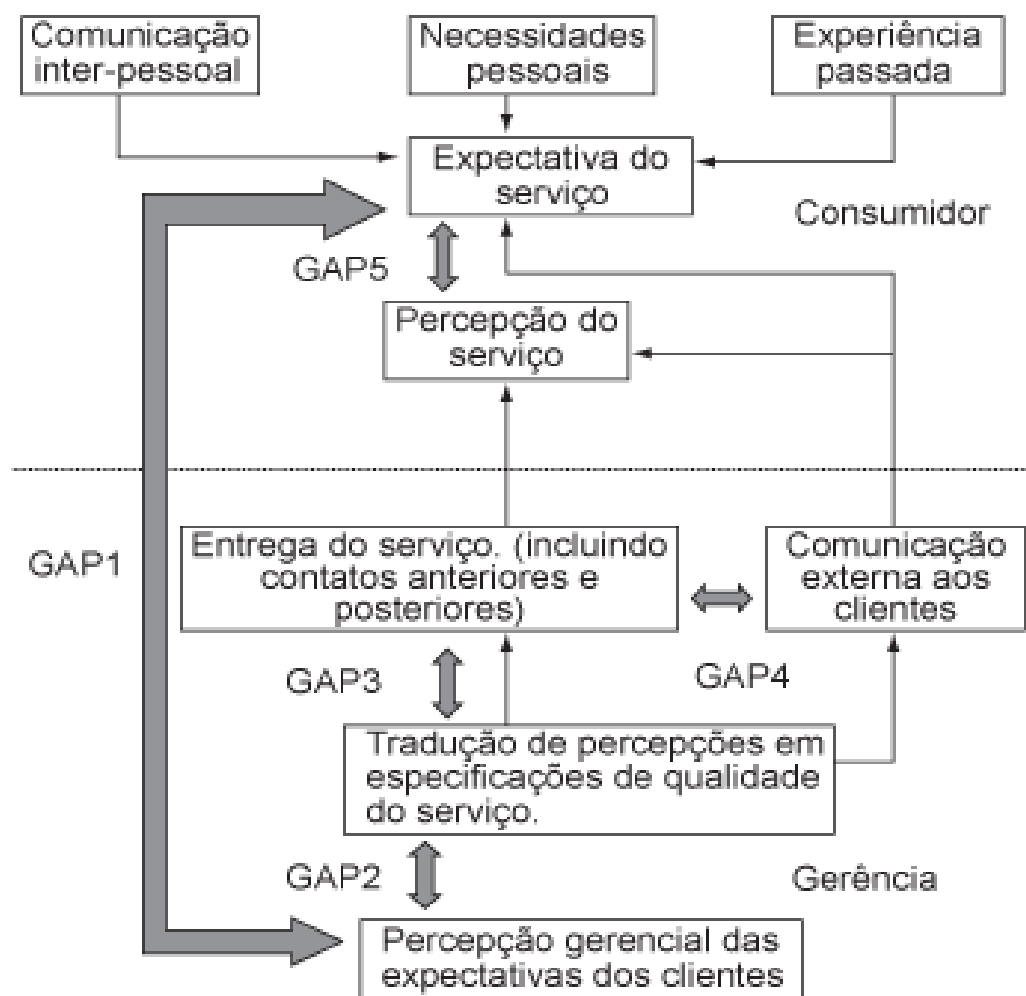 Comunicação
inter-pessoal
Necessidades
pessoais
Experiência
passada
Expectativa do
serviço
Consumidor
GAP5
Percepção do
serviço
GAP1
Entrega do serviço. (incluindo
contatos anteriores e
posteriores)
Comunicação
externa aos
clientes
GAP3
GAP4
Tradução de percepções em
especificações de qualidade
do serviço.
GAP2
Gerência
Percepção gerencial das
expectativas dos clientes